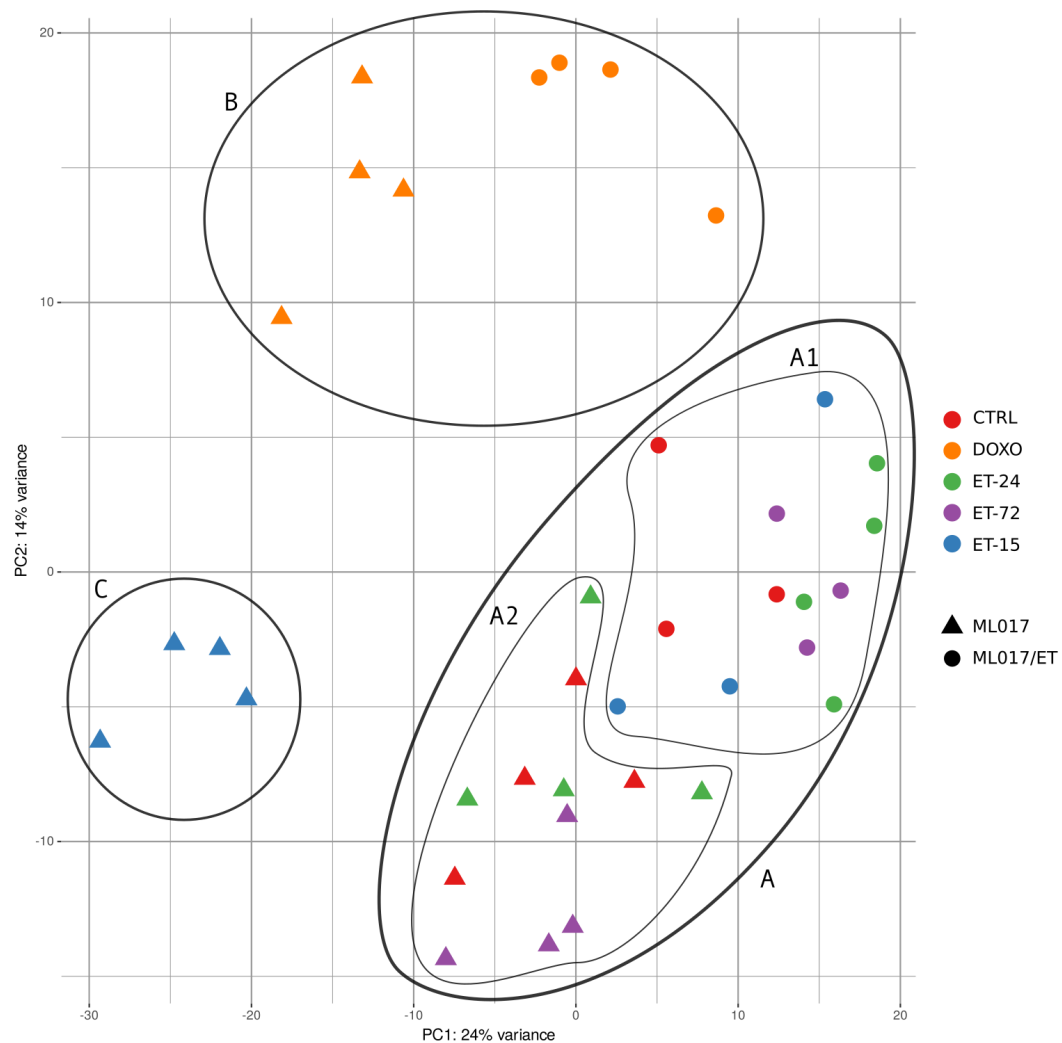 20
B
10
A1
CTRL
DOXO
ET-24
ET-72
ET-15
PC2: 14% variance
0
C
A2
ML017
ML017/ET
-10
A
-30
-20
-10
0
10
20
PC1: 24% variance